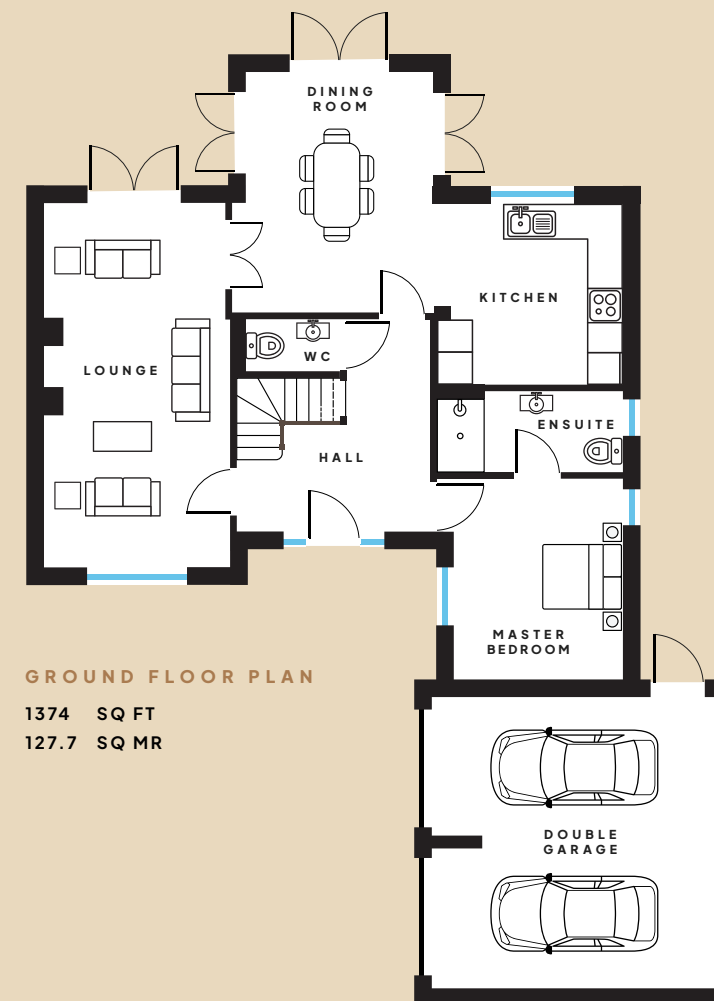 DINING
ROOM
KITCHEN
WC
LOUNGE
ENSUITE
HALL
MASTER
BEDROOM
GROUND FLOOR PLAN
1374 SQ FT
127.7 SQ MR
DOUBLE
GARAGE